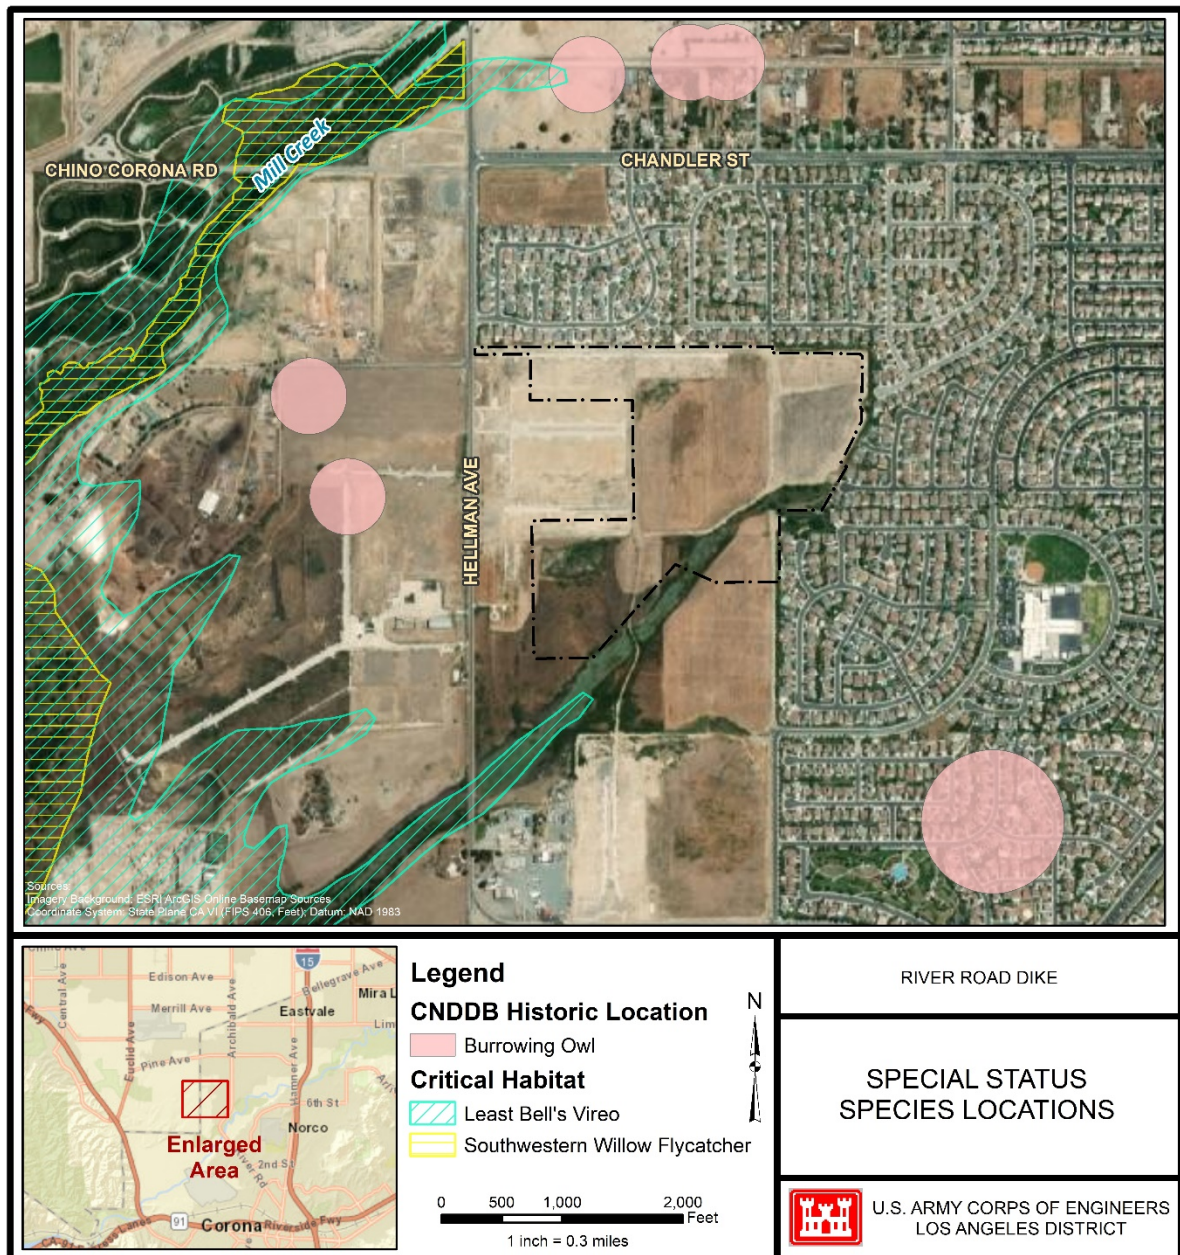 CHINO CORONA RD
Mill Creek
CHANDLER ST
HELLMAN AVE
Sources:
Imagery Background: ESRI ArcGIS Online Basemap Sources
Coordinate System: State Plane CA VI (FIPS 406, Feet); Datum: NAD 1983
Central Ave
Edison Ave
15
Bellegrave Ave
Mira L
Merrill Ave
Eastvale
Lim
Fwy
Euclid Ave
Archibald Ave
Hamner Ave
Pine Ave
6th St
Norco
Enlarged
Area
2nd St
River Rd
91
Corona
Riverside Fwy
Legend
CNDDB Historic Location
Burrowing Owl
Critical Habitat
Least Bell's Vireo
Southwestern Willow Flycatcher
N
0 500 1,000 2,000
Feet
1 inch = 0.3 miles
RIVER ROAD DIKE
SPECIAL STATUS
SPECIES LOCATIONS
U.S. ARMY CORPS OF ENGINEERS
LOS ANGELES DISTRICT